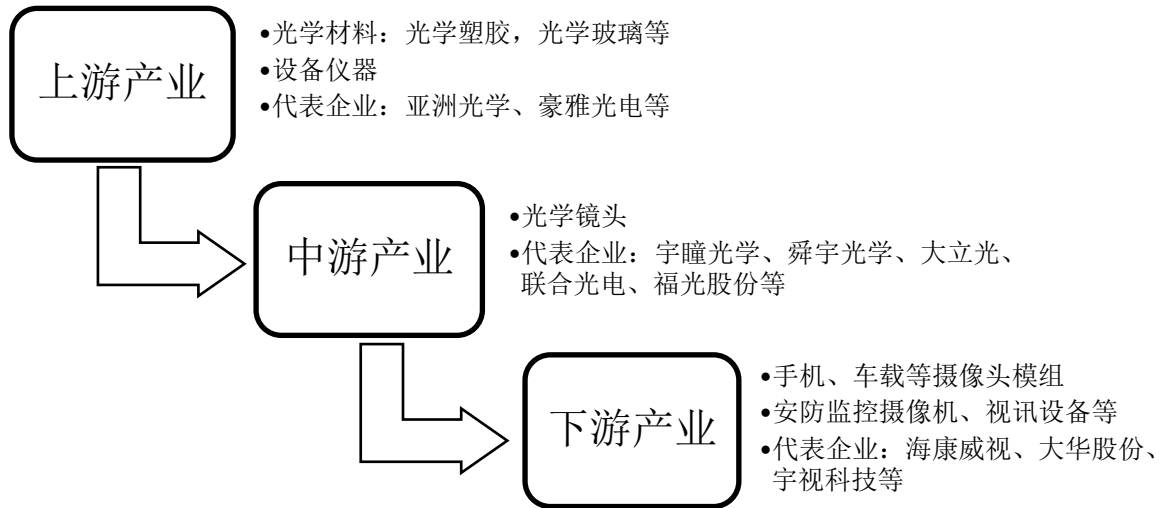 上游产业
•光学材料：光学塑胶，光学玻璃等
•设备仪器
•代表企业：亚洲光学、豪雅光电等
中游产业
•光学镜头
•代表企业：宇瞳光学、舜宇光学、大立光、
联合光电、福光股份等
下游产业
•手机、车载等摄像头模组
•安防监控摄像机、视讯设备等
•代表企业：海康威视、大华股份、
宇视科技等